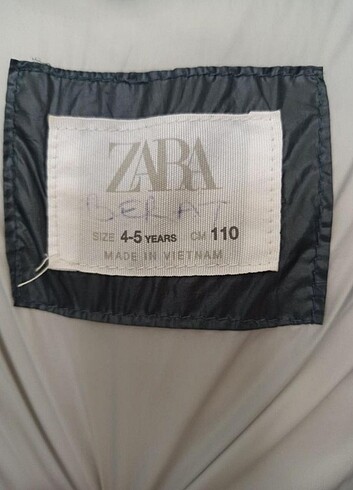 ZARA
BERAT
SIZE 4-5 YEARS CM 110
MADE IN VIETNAM